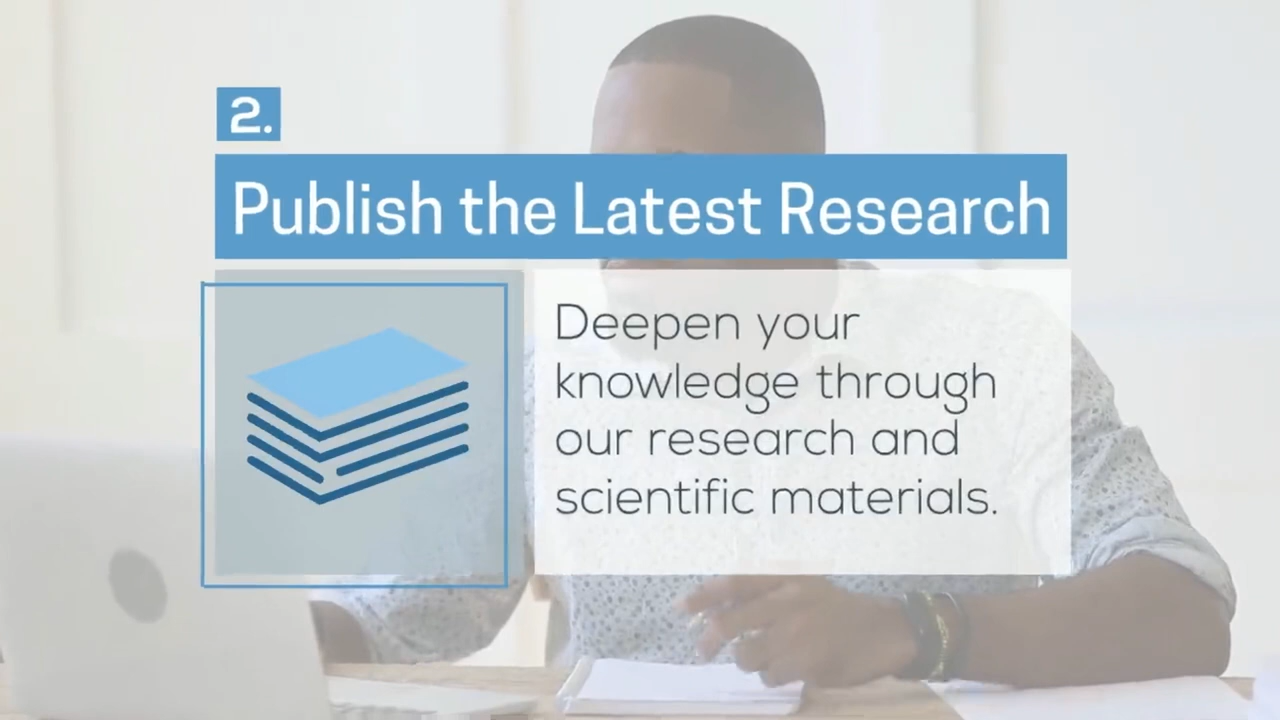 2.
Publish the Latest Research
Deepen your
knowledge through
our research and
scientific materials.